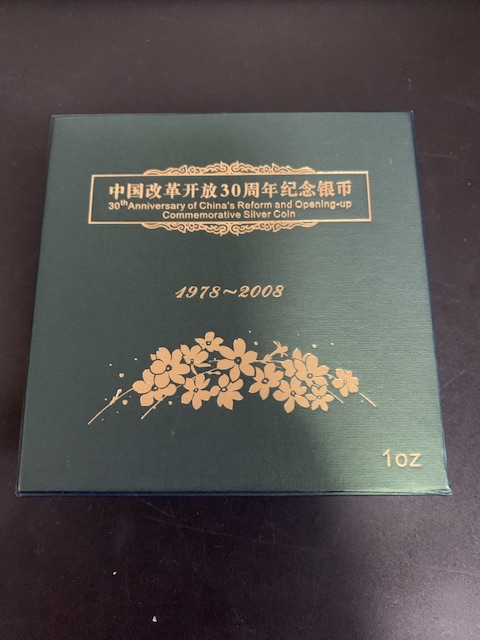 中国改革开放30周年纪念银币
30th Anniversary of China's Reform and Opening-up
Commemorative Silver Coin
1978~2008
1oz